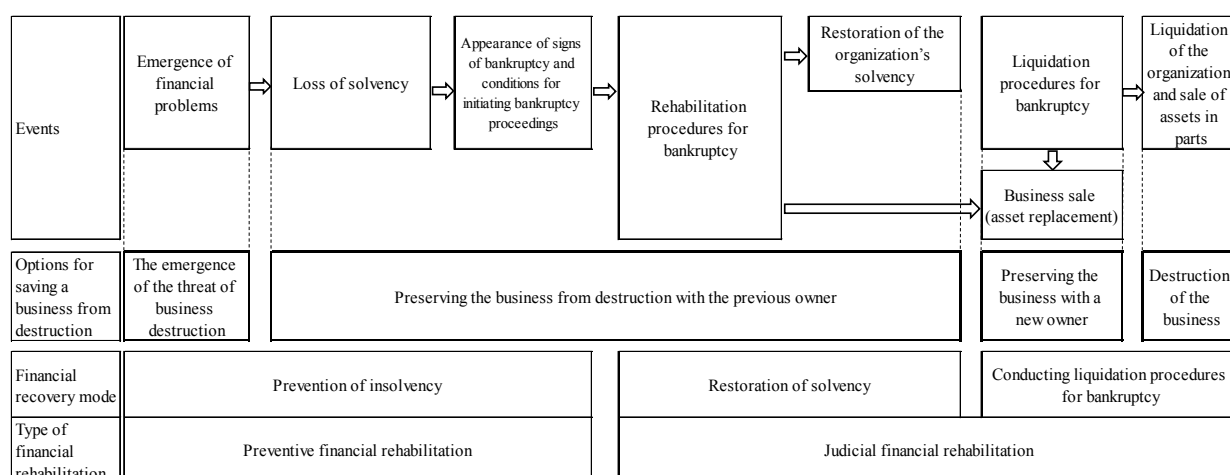 Events
Emergence of
financial
problems
Loss of solvency
Appearance of signs
of bankruptcy and
conditions for
initiating bankruptcy
proceedings
Rehabilitation
procedures for
bankruptcy
Restoration of the
organization's
solvency
Liquidation
procedures for
bankruptcy
Liquidation
of the
organization
and sale of
assets in
parts
Business sale
(asset replacement)
Options for
saving a
business from
destruction
The emergence
of the threat of
business
destruction
Preserving the business from destruction with the previous owner
Preserving the
business with a
new owner
Destruction
of the
business
Financial
recovery mode
Prevention of insolvency
Restoration of solvency
Conducting liquidation procedures
for bankruptcy
Type of
financial
rehabilitation
Preventive financial rehabilitation
Judicial financial rehabilitation